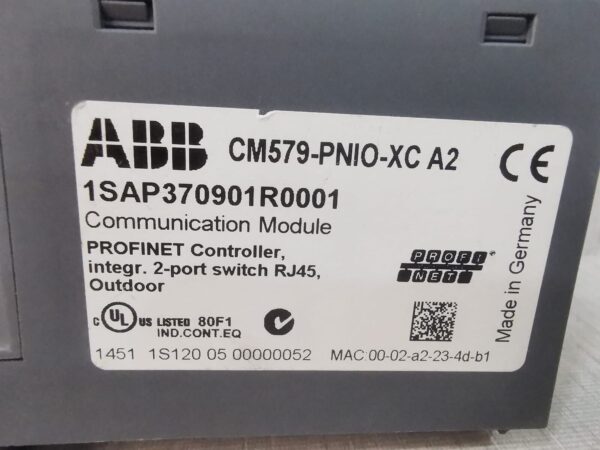 ABB CM579-PNIO-XC A2
1SAP370901R0001
Communication Module
PROFINET Controller,
integr. 2-port switch RJ45,
Outdoor
PROFI
NET
C UL US LISTED 80F1
IND.CONT.EQ
1451 1S120 05 00000052 MAC:00-02-a2-23-4d-b1
CE
Made in Germany